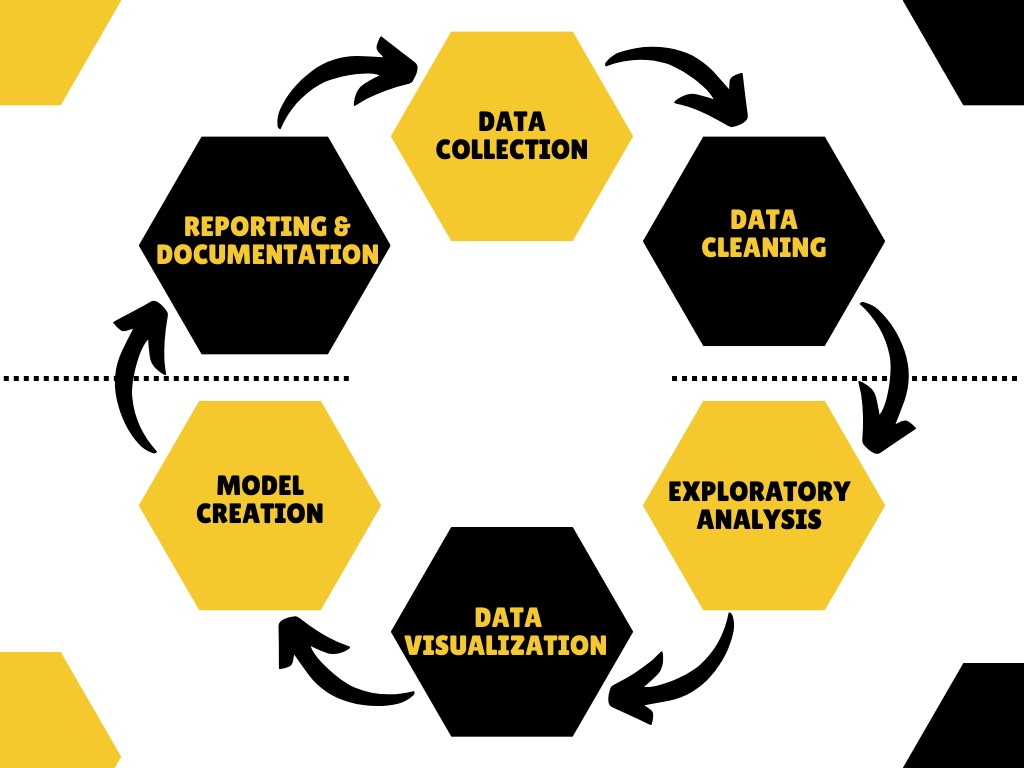 DATA
COLLECTION
DATA
CLEANING
EXPLORATORY
ANALYSIS
DATA
VISUALIZATION
MODEL
CREATION
REPORTING &
DOCUMENTATION